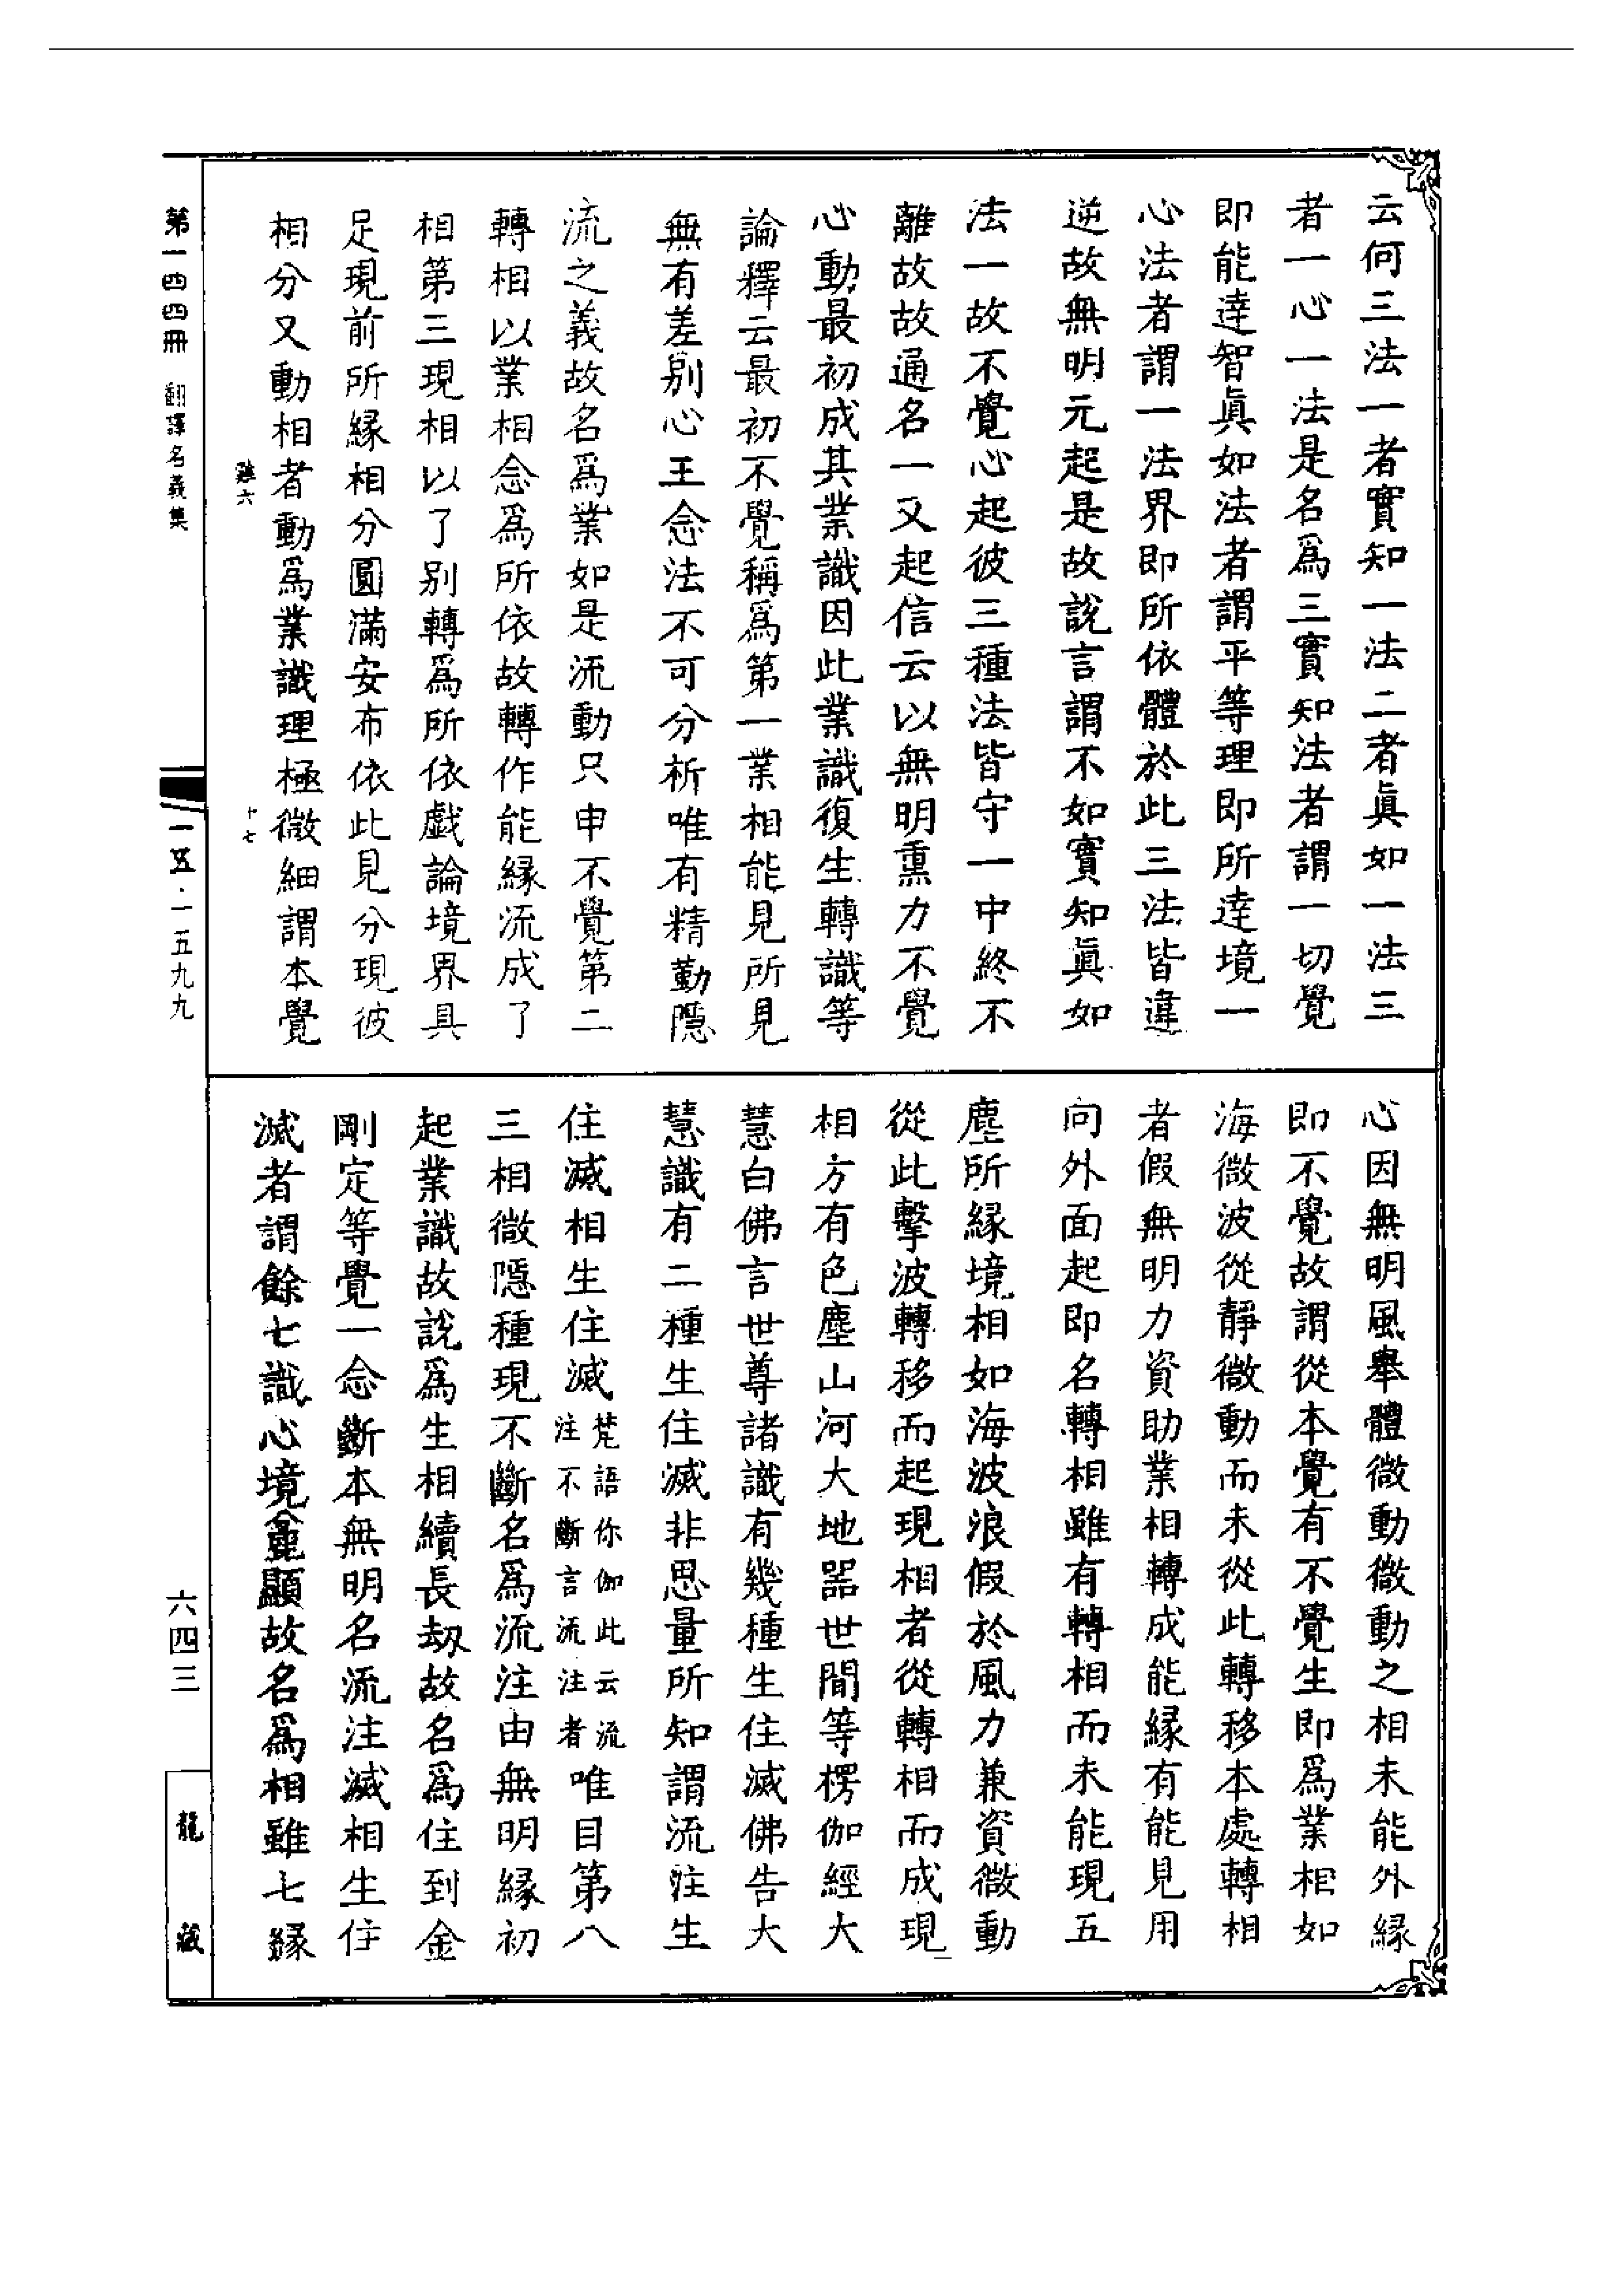 云何三法一者實知一法二者眞如一法三
者一心一法是名爲三實知法者謂一切覺
即能達智眞如法者謂平等理即所達境一
心法者謂一法界即所依體於此三法皆違
逆故無明元起是故說言謂不如實知眞如
法一故不覺心起彼三種法皆守一中終不
離故故通名一又起信云以無明熏力不覺
心動最初成其業識因此業識復生轉識等
論釋云最初不覺稱爲第一業相能見所見
無有差別心王念法不可分析唯有精勤隱
流之義故名爲業如是流動只申不覺第二
轉相以業相念爲所依故轉作能緣流成了
相第三現相以了別轉爲所依戲論境界具
足現前所緣相分圓滿安布依此見分現彼
相分又動相者動爲業識理極微細謂本覺
心因無明風舉體微動微動之相未能外緣
即不覺故謂從本覺有不覺生即爲業相如
海微波從靜微動而未從此轉移本處轉相
者假無明力資助業相轉成能緣有能見用
向外面起即名轉相雖有轉相而未能現五
塵所緣境相如海波浪假於風力兼資微動
從此擊波轉移而起現相者從轉相而成現
相方有色塵山河大地器世間等楞伽經大
慧白佛言世尊諸識有幾種生住滅佛告大
慧識有二種生住滅非思量所知謂流注生
住滅相生住滅梵語你伽此云流注不斷言流注者唯目第八
三相微隱種現不斷名爲流注由無明緣初
起業識故說爲生相續長劫故名爲住到金
剛定等覺一念斷本無明名流注滅相生住
滅者謂餘七識心境麁顯故名爲相雖七緣
第一四四冊 翻譯名義集
雞六
十七
一五·一五九九
六四三
龍藏